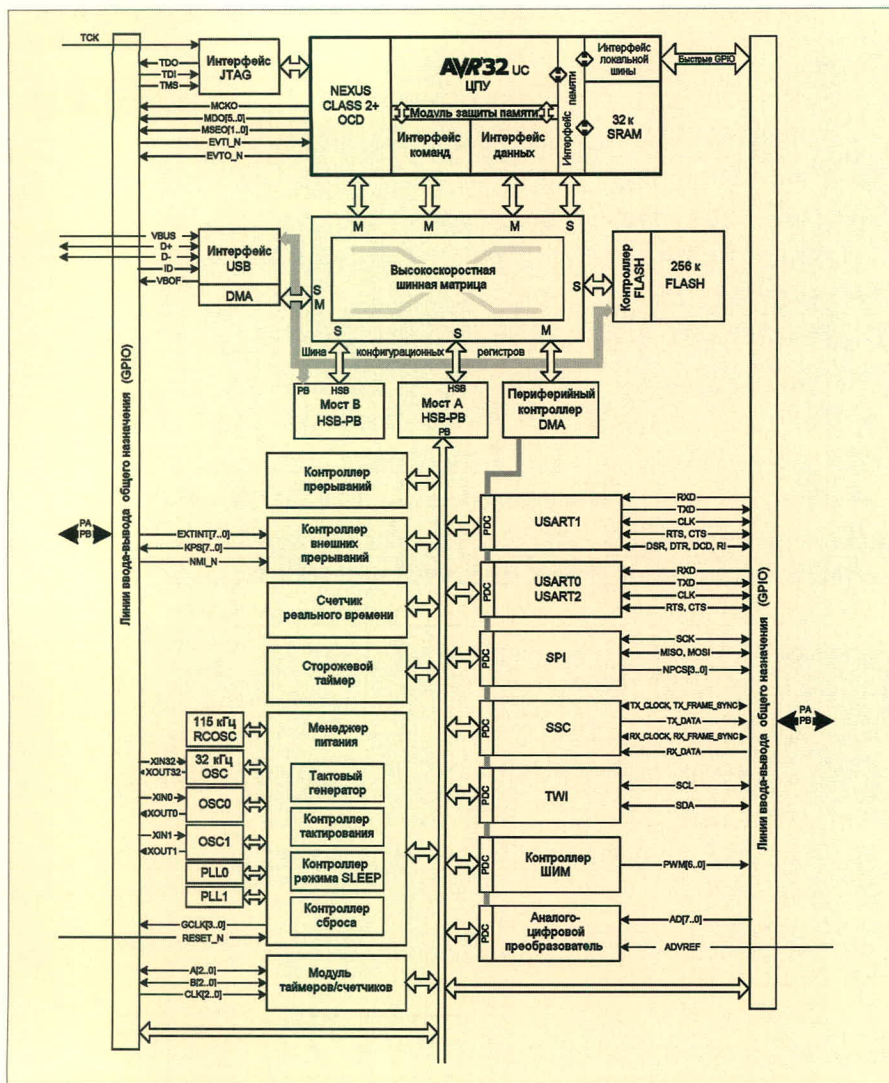 TCK
TDO
TDI
TMS
Интерфейс
JTAG
MCKO
MDO[5..0]
MSEO[1..0]
EVTI_N
EVTO_N
NEXUS
CLASS 2+
OCD
AVR32 UC
ЦПУ
Модуль защиты памяти
Интерфейс
команд
Интерфейс
данных
Интерфейс памяти
Интерфейс
локальной
шины
32 к
SRAM
Быстрые GPIO
M
M
M
S
VBUS
D+
D-
ID
VBOF
Интерфейс
USB
DMA
S
M
Высокоскоростная
шинная матрица
S
S
S
M
Контроллер
FLASH
256 к
FLASH
Шина конфигурационных регистров
PB
HSB
Мост B
HSB-PB
HSB
Мост A
HSB-PB
PB
Периферийный
контроллер
DMA
Линии ввода-вывода общего назначения (GPIO)
PA
PB
Контроллер
прерываний
EXTINT[7..0]
KPS[7..0]
NMI_N
Контроллер
внешних
прерываний
Счетчик
реального времени
Сторожевой
таймер
115 кГц
RCOSC
XIN32
XOUT32
32 кГц
OSC
XIN0
XOUT0
OSC0
XIN1
XOUT1
OSC1
PLL0
PLL1
GCLK[3..0]
RESET_N
Менеджер
питания
Тактовый
генератор
Контроллер
тактирования
Контроллер
режима SLEEP
Контроллер
сброса
A[2..0]
B[2..0]
CLK[2..0]
Модуль
таймеров/счетчиков
PDC
USART1
RXD
TXD
CLK
RTS, CTS
DSR, DTR, DCD, RI
PDC
USART0
USART2
RXD
TXD
CLK
RTS, CTS
PDC
SPI
SCK
MISO, MOSI
NPCS[3..0]
PDC
SSC
TX_CLOCK, TX_FRAME_SYNC
TX_DATA
RX_CLOCK, RX_FRAME_SYNC
RX_DATA
PDC
TWI
SCL
SDA
PDC
Контроллер
ШИМ
PWM[6..0]
PDC
Аналого-
цифровой
преобразователь
AD[7..0]
ADVREF
Линии ввода-вывода общего назначения (GPIO)
PA
PB